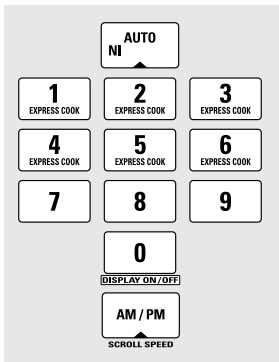 AUTO
NI
1 2 3
EXPRESS COOK EXPRESS COOK EXPRESS COOK
4 5 6
EXPRESS COOK EXPRESS COOK EXPRESS COOK
7 8 9
0
DISPLAY ON/OFF
AM / PM
SCROLL SPEED